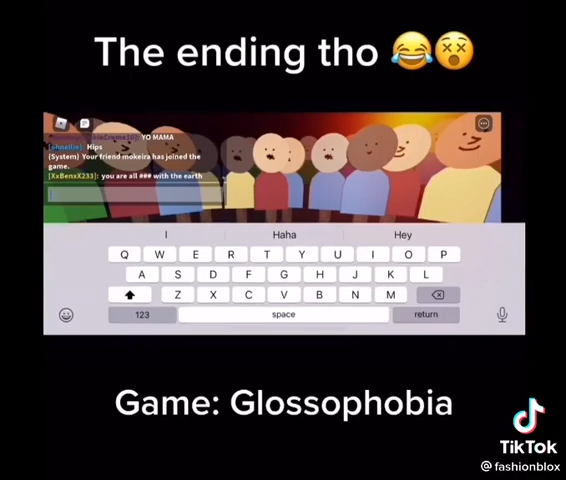 The ending tho 😂😵
YO MAMA
Hips
{System} Your friend mokeira has joined the
game.
[XxBenxX233]: you are all ### with the earth
I Haha Hey
Q W E R T Y U I O P
A S D F G H J K L
Z X C V B N M
123 space return
Game: Glossophobia
TikTok
@fashionblox